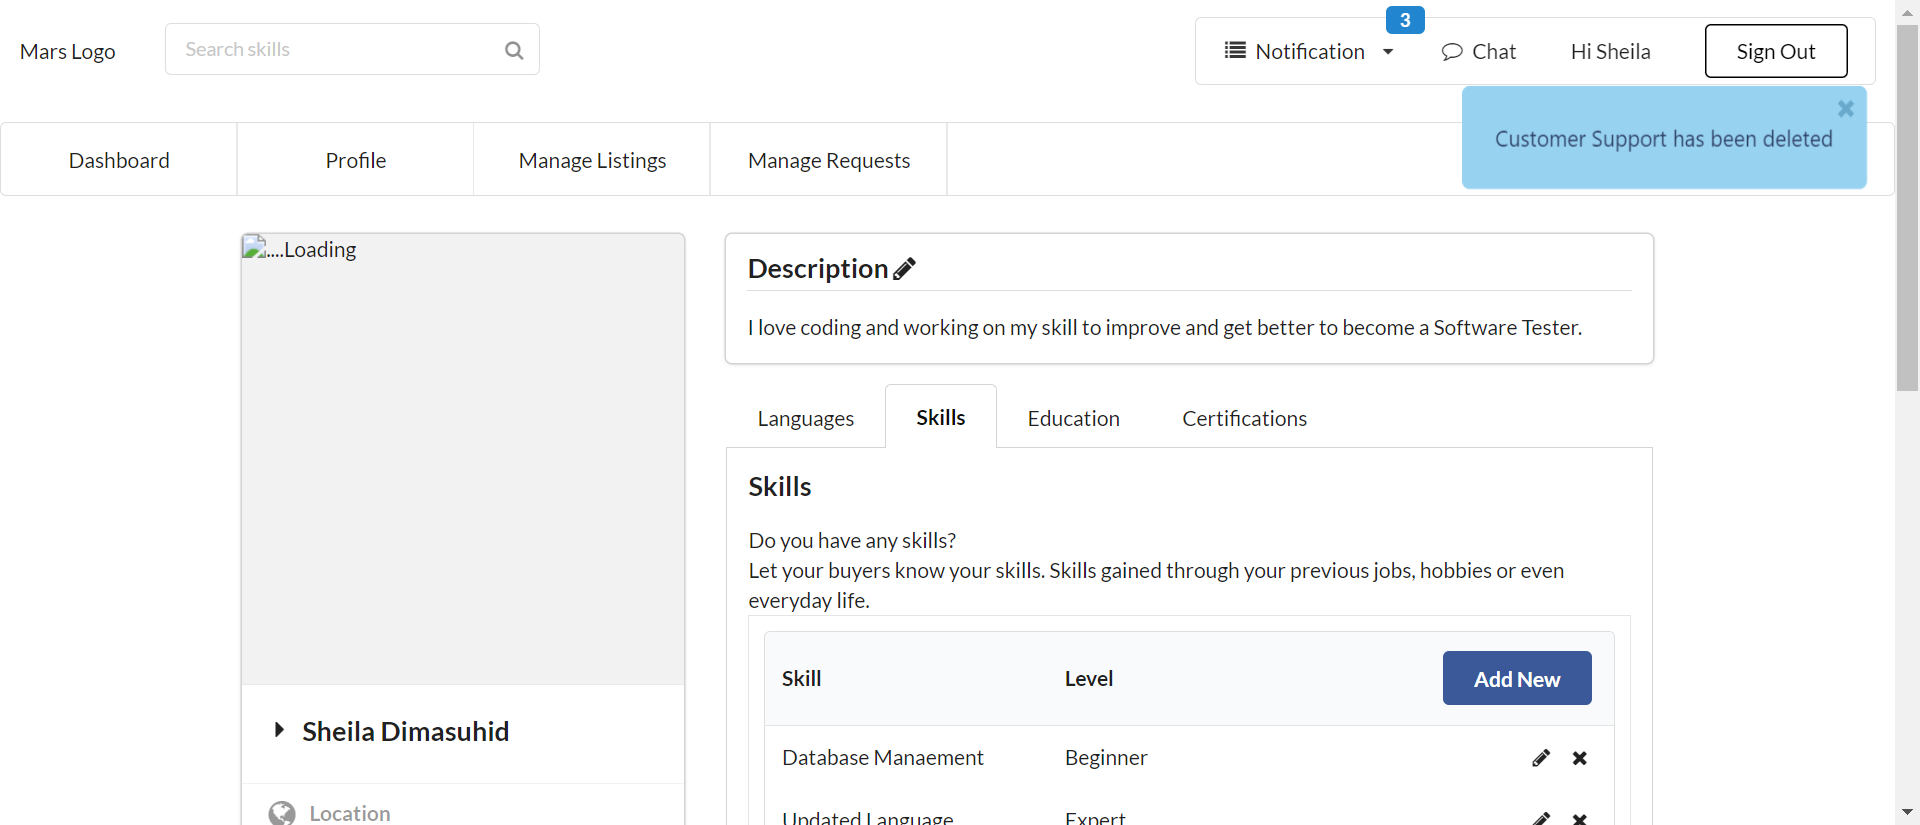 Mars Logo
Search skills
Notification
3
Chat
Hi Sheila
Sign Out
Customer Support has been deleted
Dashboard
Profile
Manage Listings
Manage Requests
....Loading
Sheila Dimasuhid
Location
Description
I love coding and working on my skill to improve and get better to become a Software Tester.
Languages
Skills
Education
Certifications
Skills
Do you have any skills?
Let your buyers know your skills. Skills gained through your previous jobs, hobbies or even
everyday life.
Skill
Level
Add New
Database Manaement
Beginner
Updated Language
Expert